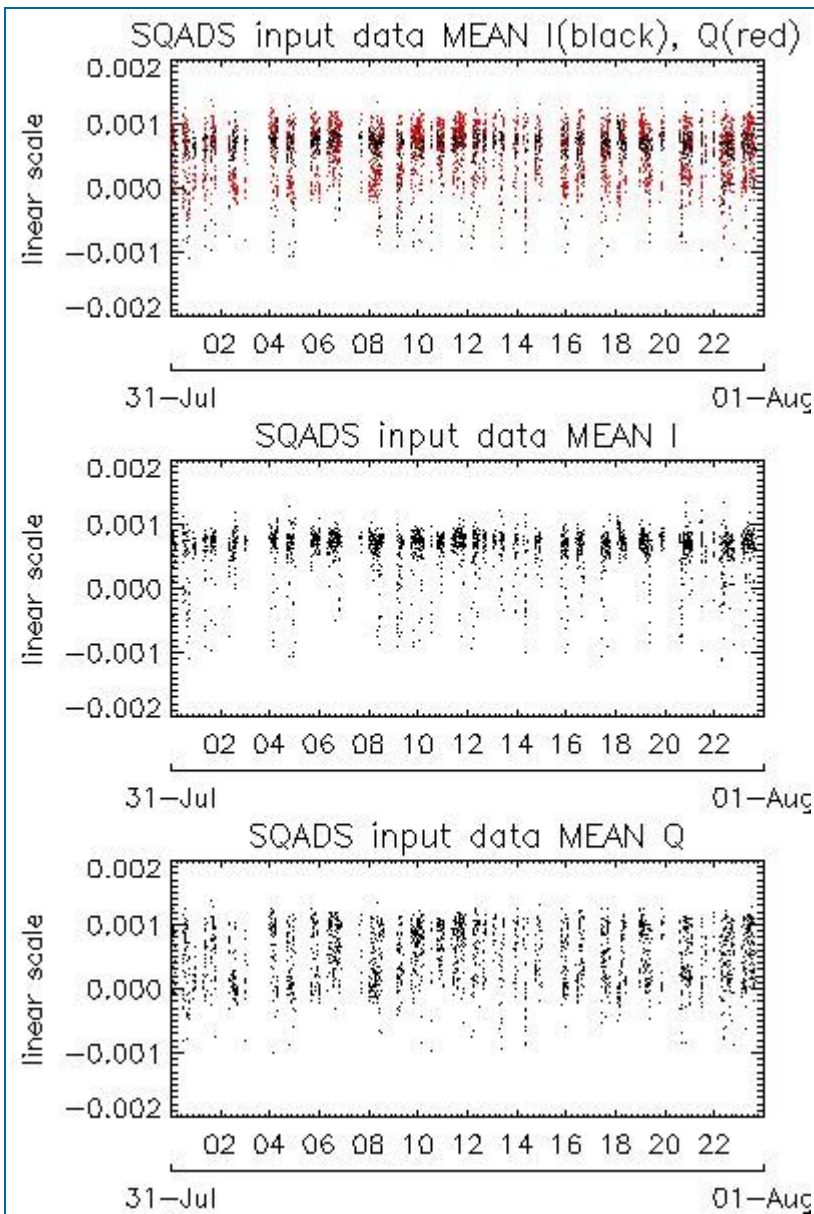 SQADS input data MEAN I(black), Q(red)
linear scale
0.002
0.001
0.000
−0.001
−0.002
02 04 06 08 10 12 14 16 18 20 22
31−Jul 01−Aug
SQADS input data MEAN I
linear scale
0.002
0.001
0.000
−0.001
−0.002
02 04 06 08 10 12 14 16 18 20 22
31−Jul 01−Aug
SQADS input data MEAN Q
linear scale
0.002
0.001
0.000
−0.001
−0.002
02 04 06 08 10 12 14 16 18 20 22
31−Jul 01−Aug